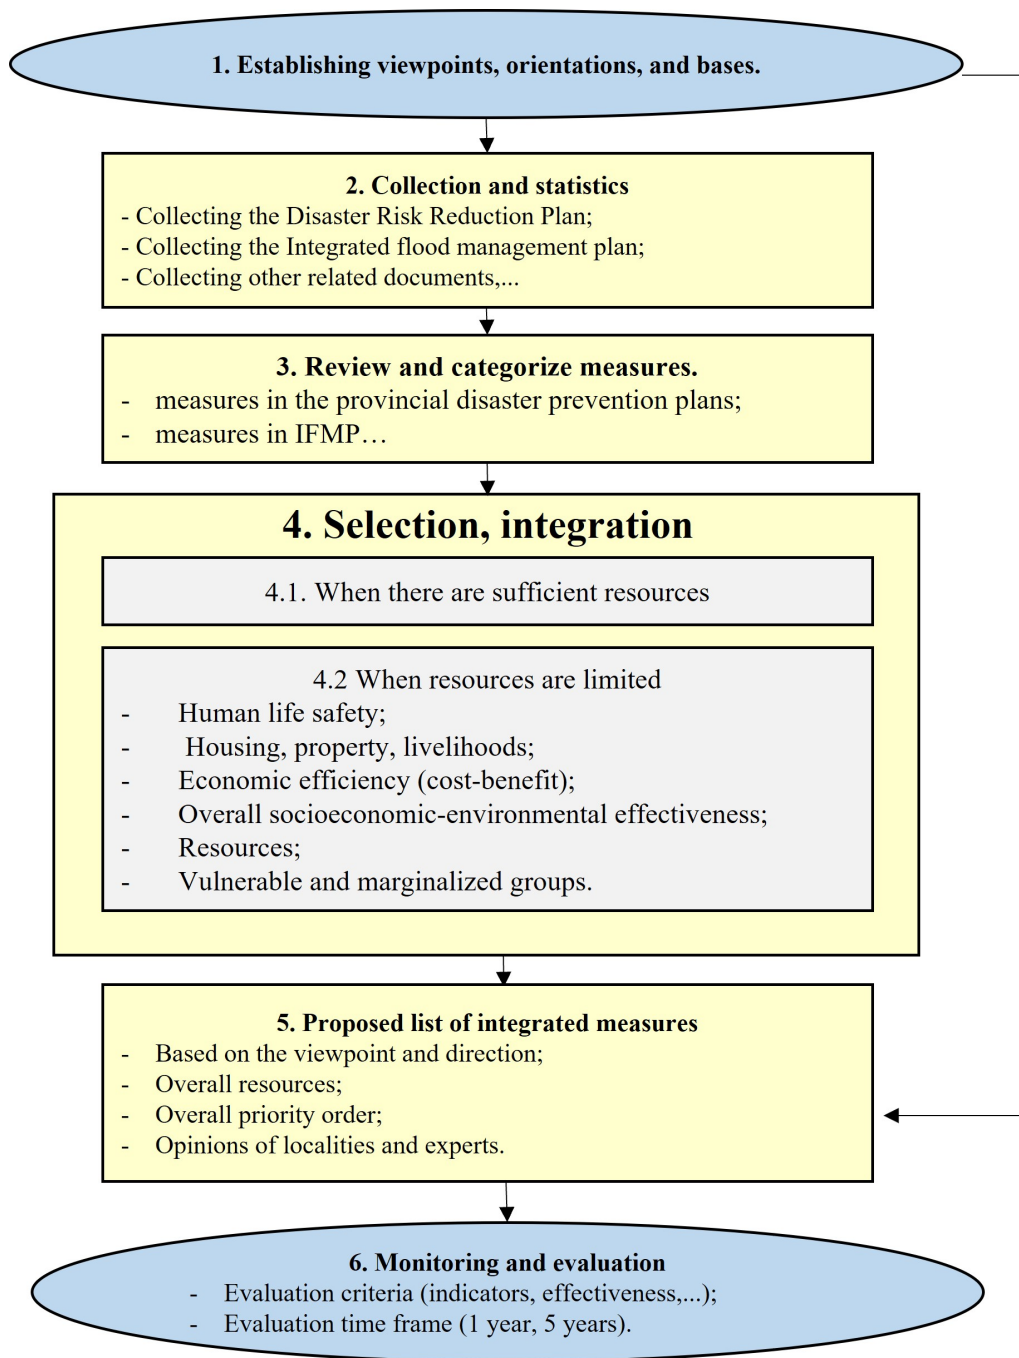 1. Establishing viewpoints, orientations, and bases.
2. Collection and statistics
- Collecting the Disaster Risk Reduction Plan;
- Collecting the Integrated flood management plan;
- Collecting other related documents,...
3. Review and categorize measures.
- measures in the provincial disaster prevention plans;
- measures in IFMP…
4. Selection, integration
4.1. When there are sufficient resources
4.2 When resources are limited
- Human life safety;
- Housing, property, livelihoods;
- Economic efficiency (cost-benefit);
- Overall socioeconomic-environmental effectiveness;
- Resources;
- Vulnerable and marginalized groups.
5. Proposed list of integrated measures
- Based on the viewpoint and direction;
- Overall resources;
- Overall priority order;
- Opinions of localities and experts.
6. Monitoring and evaluation
- Evaluation criteria (indicators, effectiveness,...);
- Evaluation time frame (1 year, 5 years).